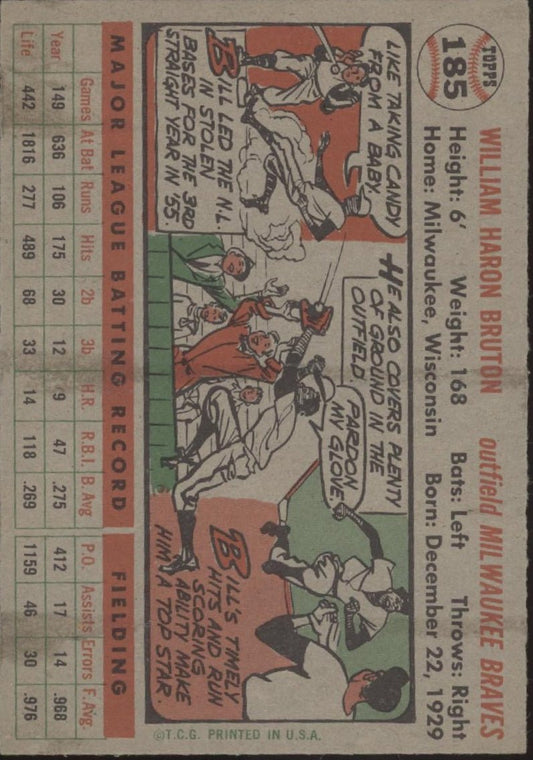 TOPPS
185
WILLIAM HARON BRUTON outfield MILWAUKEE BRAVES
Height: 6' Weight: 168 Bats: Left Throws: Right
Home: Milwaukee, Wisconsin Born: December 22, 1929
LIKE TAKING CANDY
FROM A BABY.
BILL LED THE N.L.
IN STOLEN
BASES FOR THE 3RD
STRAIGHT YEAR IN '55.
HE ALSO COVERS PLENTY
OF GROUND IN THE
OUTFIELD.
PARDON
MY GLOVE.
BILL'S TIMELY
HITS AND RUN
SCORING
ABILITY MAKE
HIM A TOP STAR.
MAJOR LEAGUE BATTING RECORD FIELDING
Games At Bat Runs Hits 2b 3b H.R. R.B.I. B. Avg P.O. Assists Errors F. Avg.
Year 149 636 106 175 30 12 9 47 .275 412 17 14 .968
Life 442 1816 277 489 68 33 14 118 .269 1159 46 30 .976
©T.C.G. PRINTED IN U.S.A.